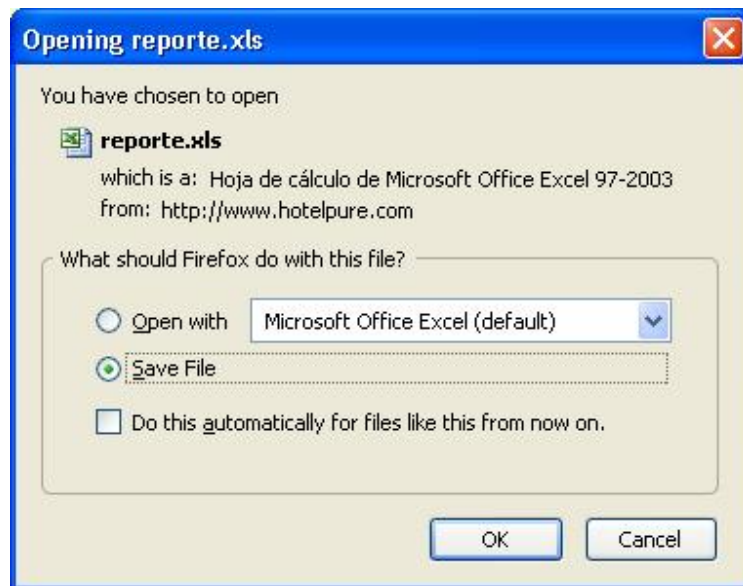 Opening reporte.xls
You have chosen to open
reporte.xls
which is a: Hoja de cálculo de Microsoft Office Excel 97-2003
from: http://www.hotelpure.com
What should Firefox do with this file?
Open with Microsoft Office Excel (default)
Save File
Do this automatically for files like this from now on.
OK Cancel